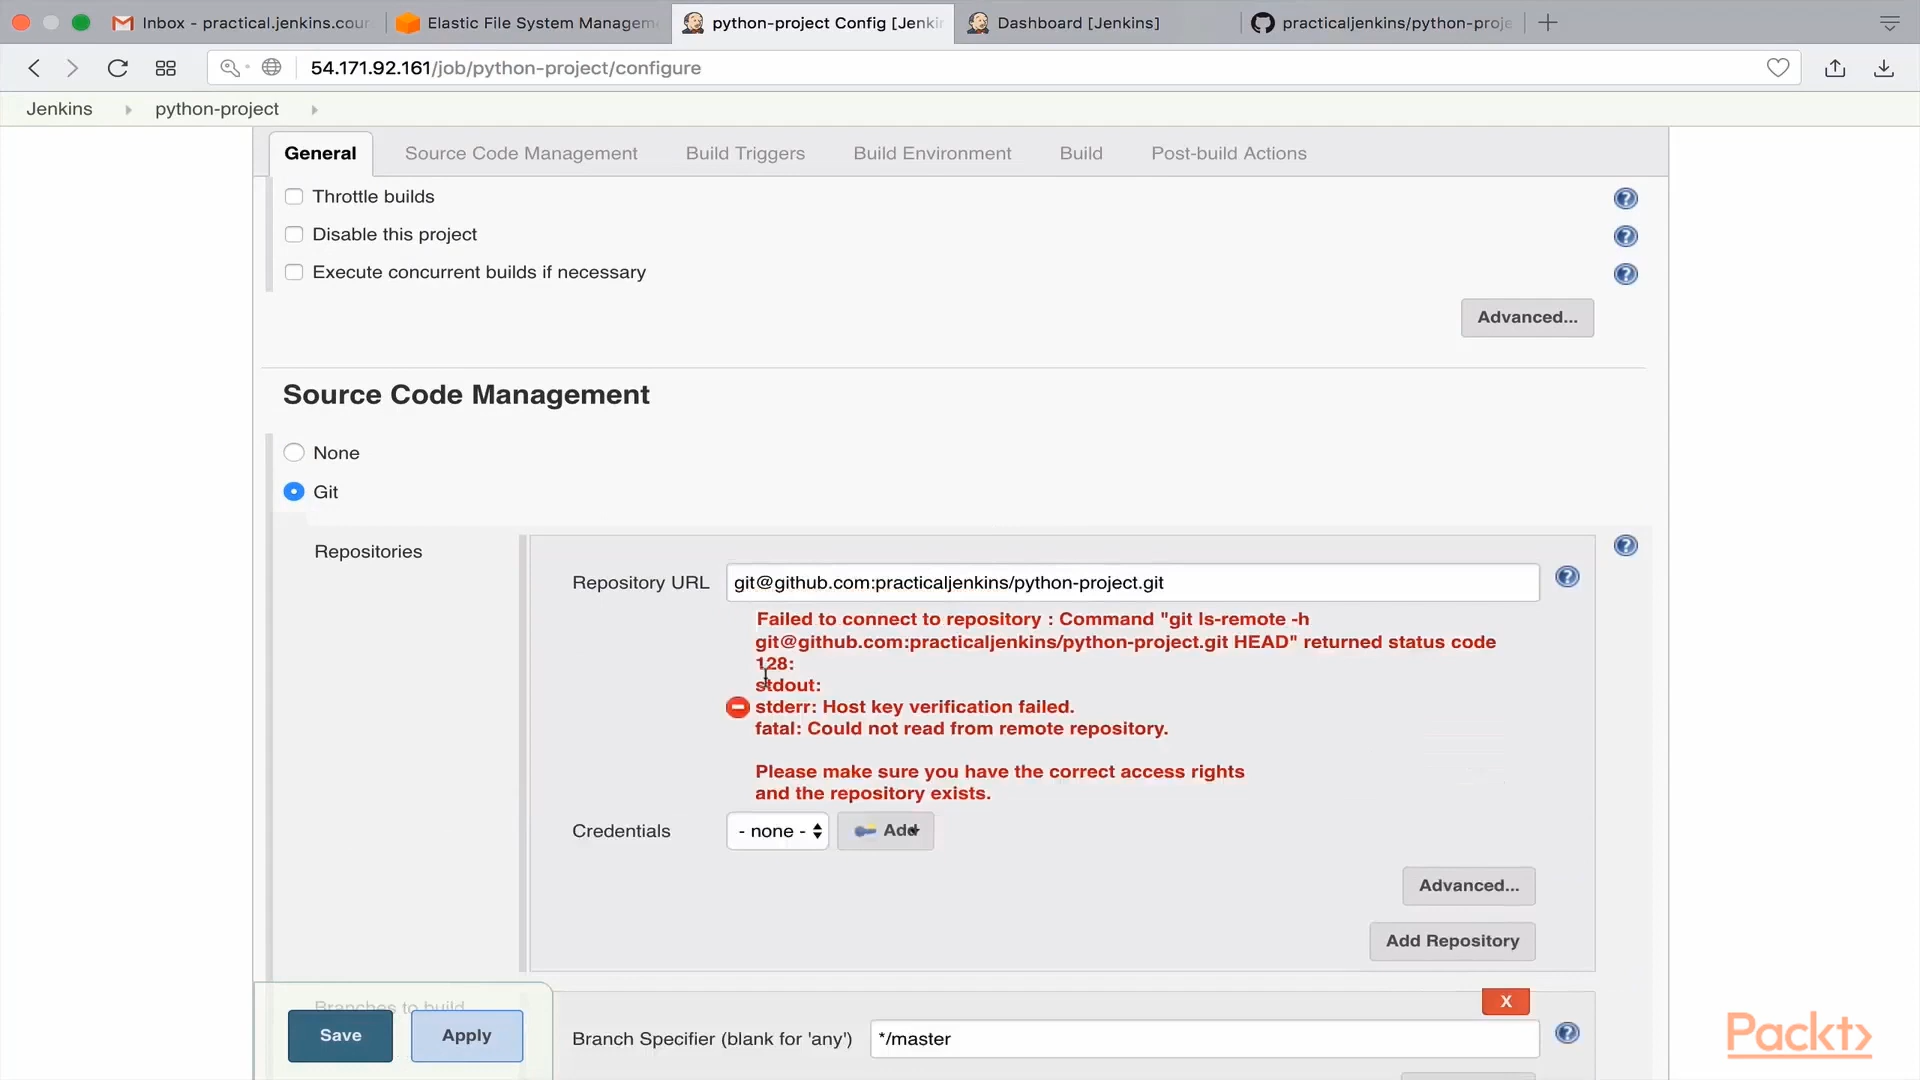 Inbox - practical.jenkins.cour
Elastic File System Managem
python-project Config [Jenki
Dashboard [Jenkins]
practicaljenkins/python-proje
54.171.92.161/job/python-project/configure
Jenkins
python-project
General
Source Code Management
Build Triggers
Build Environment
Build
Post-build Actions
Throttle builds
Disable this project
Execute concurrent builds if necessary
Advanced...
Source Code Management
None
Git
Repositories
Repository URL
git@github.com:practicaljenkins/python-project.git
Failed to connect to repository : Command "git ls-remote -h
git@github.com:practicaljenkins/python-project.git HEAD" returned status code
128:
stdout:
stderr: Host key verification failed.
fatal: Could not read from remote repository.
Please make sure you have the correct access rights
and the repository exists.
Credentials
- none -
Add
Advanced...
Add Repository
Branches to build
X
Save
Apply
Branch Specifier (blank for 'any')
*/master
Packt